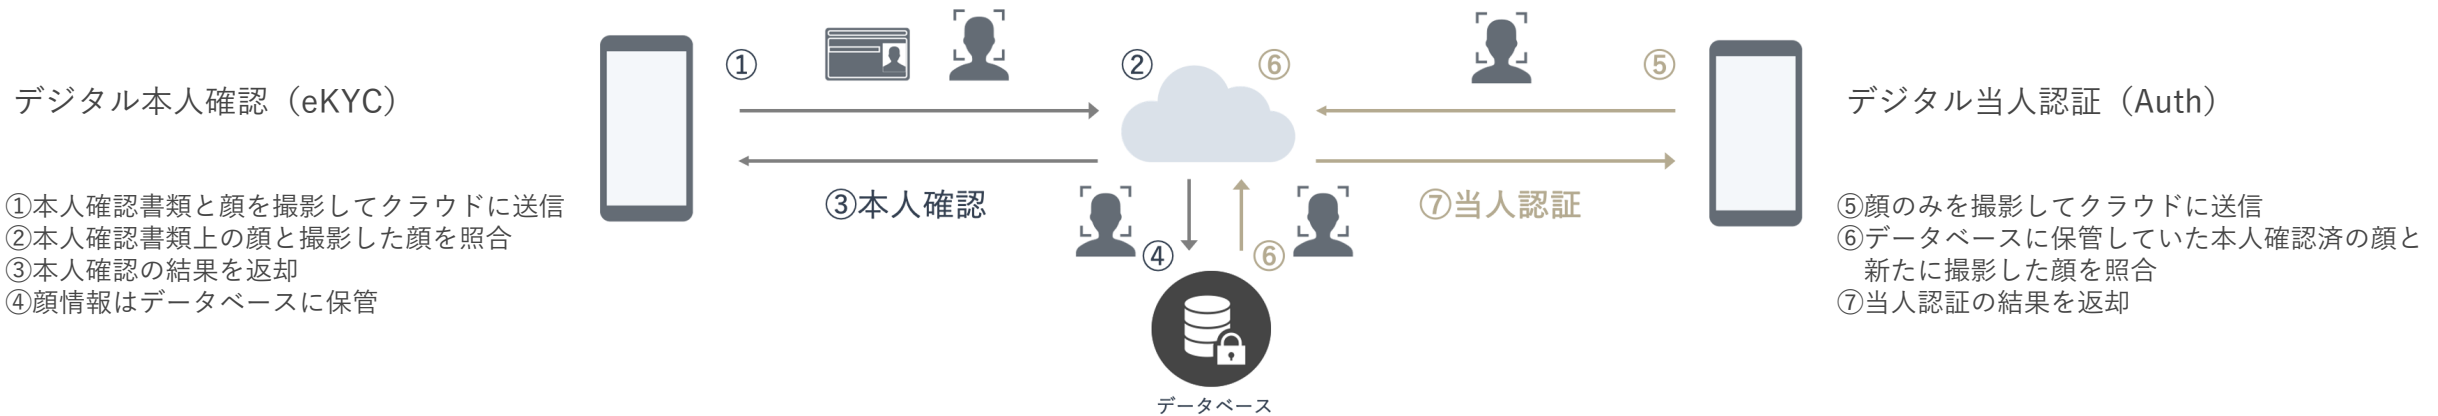 デジタル本人確認（eKYC）
①本人確認書類と顔を撮影してクラウドに送信
②本人確認書類上の顔と撮影した顔を照合
③本人確認の結果を返却
④顔情報はデータベースに保管
①
②
③本人確認
④
データベース
⑥
⑤
⑦当人認証
⑥
デジタル当人認証（Auth）
⑤顔のみを撮影してクラウドに送信
⑥データベースに保管していた本人確認済の顔と
新たに撮影した顔を照合
⑦当人認証の結果を返却